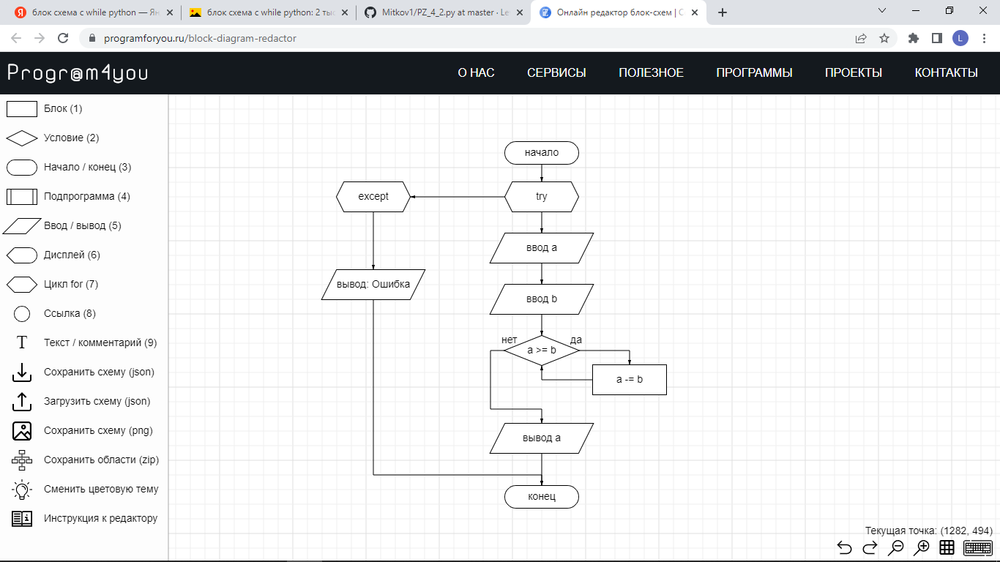 блок схема с while python — Ян
блок схема с while python: 2 тыс
Mitkov1/PZ_4_2.py at master · Le
Онлайн редактор блок-схем | С
programforyou.ru/block-diagram-redactor
L
Progr@m4you
О НАС
СЕРВИСЫ
ПОЛЕЗНОЕ
ПРОГРАММЫ
ПРОЕКТЫ
КОНТАКТЫ
Блок (1)
Условие (2)
Начало / конец (3)
Подпрограмма (4)
Ввод / вывод (5)
Дисплей (6)
Цикл for (7)
Ссылка (8)
T Текст / комментарий (9)
Сохранить схему (json)
Загрузить схему (json)
Сохранить схему (png)
Сохранить области (zip)
Сменить цветовую тему
Инструкция к редактору
начало
except
try
ввод a
вывод: Ошибка
ввод b
нет
да
a >= b
a -= b
вывод a
конец
Текущая точка: (1282, 494)